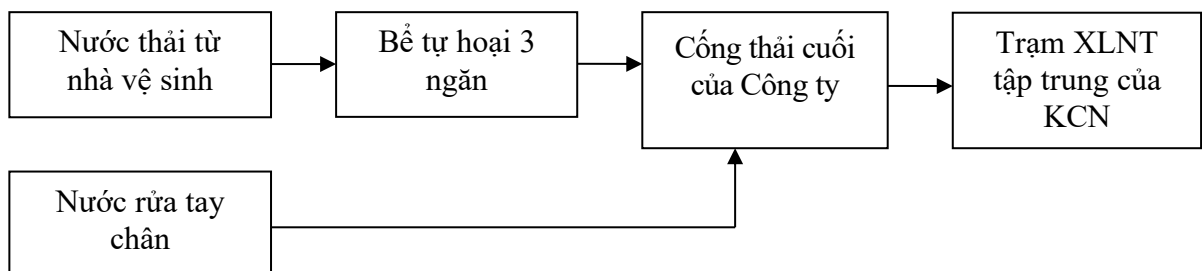 Nước thải từ
nhà vệ sinh
Bể tự hoại 3
ngăn
Cống thải cuối
của Công ty
Trạm XLNT
tập trung của
KCN
Nước rửa tay
chân